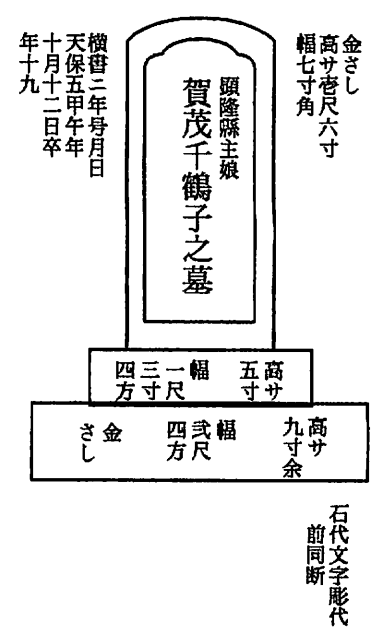 金さし
高サ壱尺六寸
幅七寸角
顕隆縣主娘
賀茂千鶴子之墓
横書ニ年号月日
天保五甲午年
十月十二日卒
年十九
高サ
五寸
幅
一尺
三寸
四方
高サ
九寸余
幅
弐尺
四方
金
さし
石代文字彫代
前同断